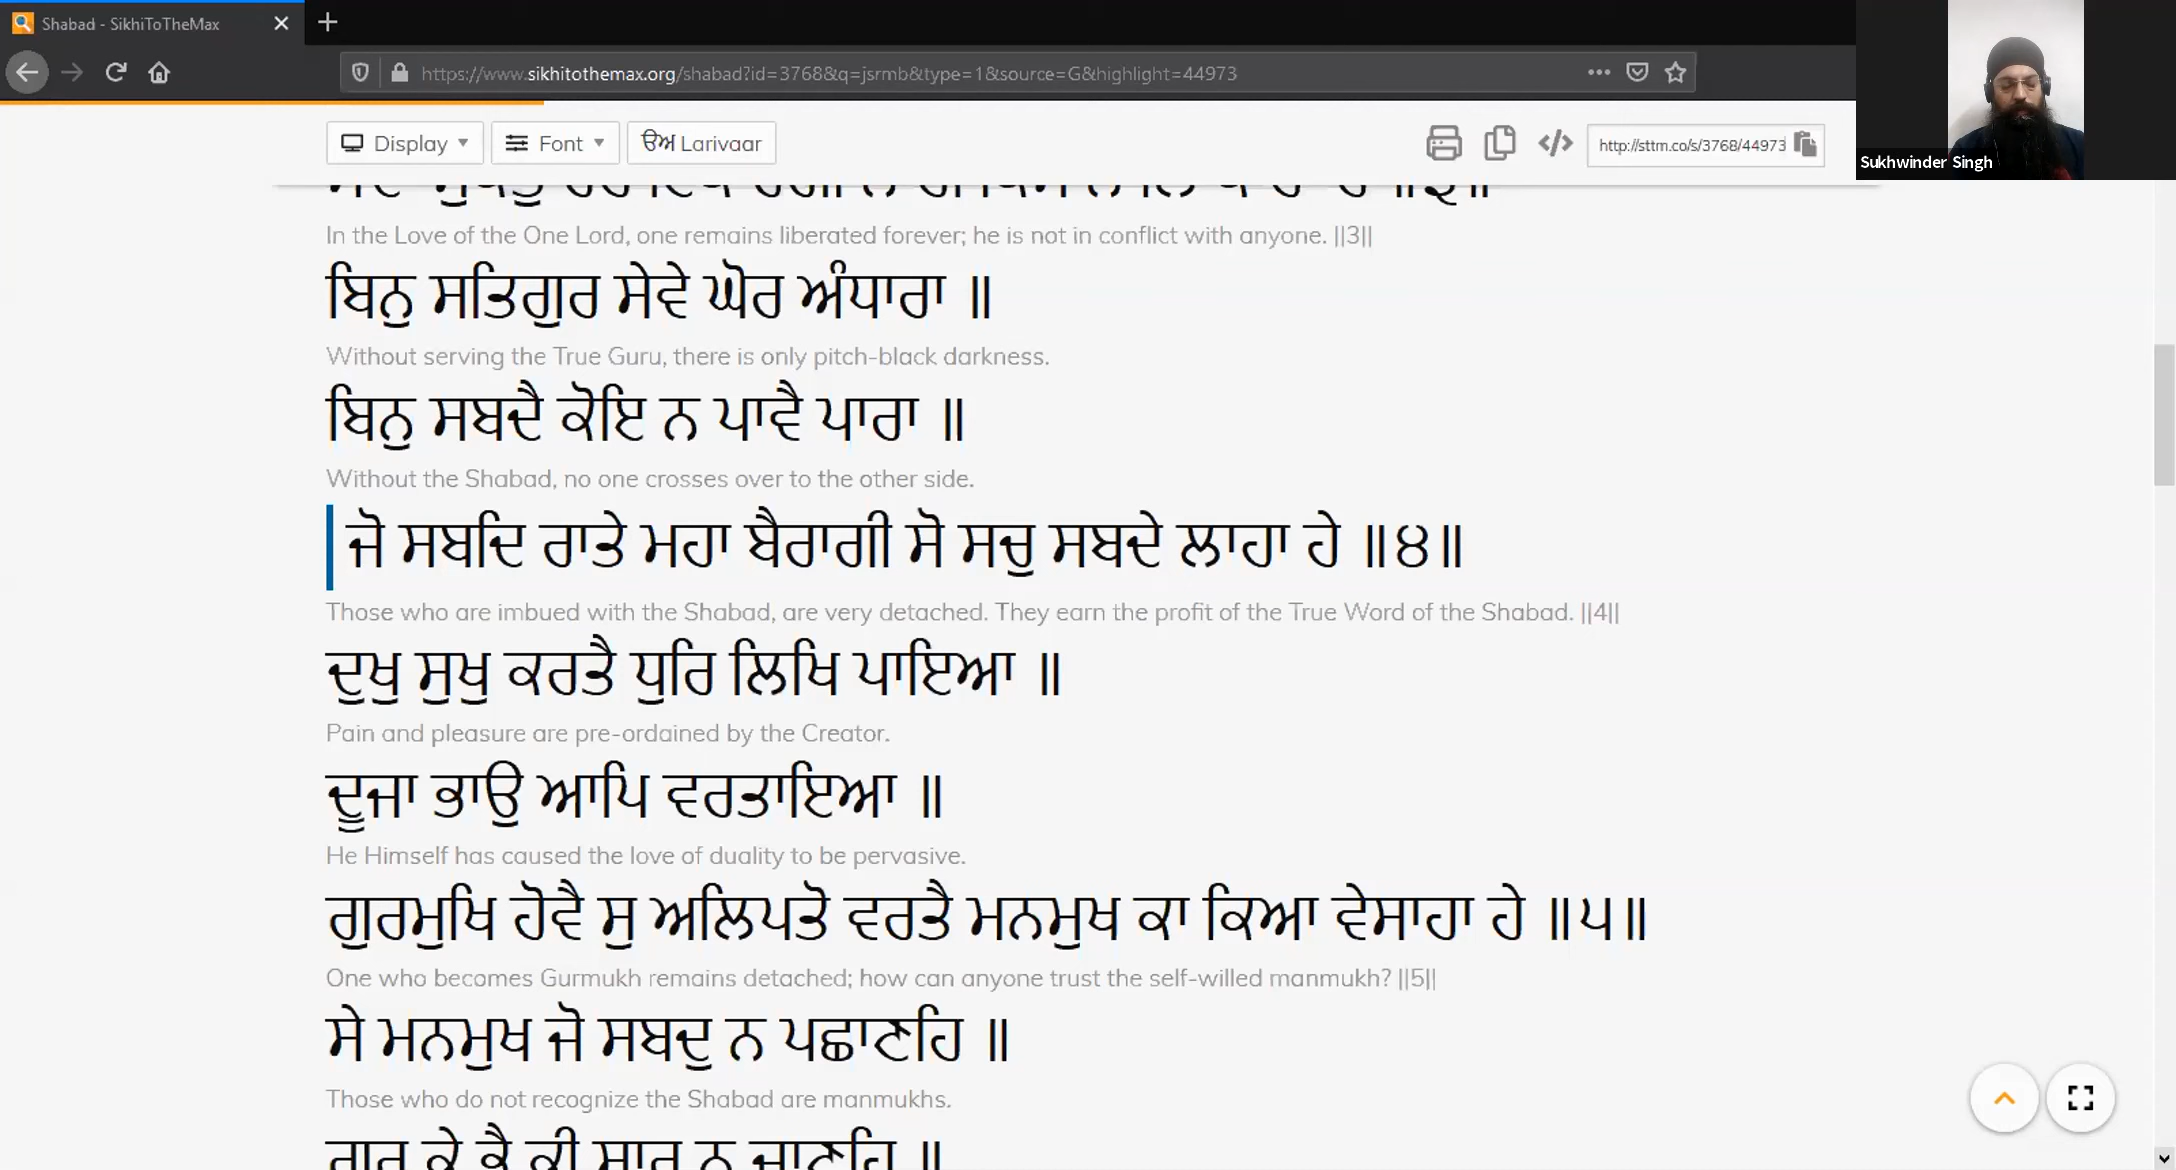 Shabad - SikhiToTheMax
https://www.sikhitothemax.org/shabad?id=3768&q=jsrmb&type=1&source=G&highlight=44973
Display
Font
ੳਅ Larivaar
http://sttm.co/s/3768/44973
Sukhwinder Singh
In the Love of the One Lord, one remains liberated forever; he is not in conflict with anyone. ||3||
ਬਿਨੁ ਸਤਿਗੁਰ ਸੇਵੇ ਘੋਰ ਅੰਧਾਰਾ ॥
Without serving the True Guru, there is only pitch-black darkness.
ਬਿਨੁ ਸਬਦੈ ਕੋਇ ਨ ਪਾਵੈ ਪਾਰਾ ॥
Without the Shabad, no one crosses over to the other side.
ਜੋ ਸਬਦਿ ਰਾਤੇ ਮਹਾ ਬੈਰਾਗੀ ਸੋ ਸਚੁ ਸਬਦੇ ਲਾਹਾ ਹੇ ॥੪॥
Those who are imbued with the Shabad, are very detached. They earn the profit of the True Word of the Shabad. ||4||
ਦੁਖੁ ਸੁਖੁ ਕਰਤੈ ਧੁਰਿ ਲਿਖਿ ਪਾਇਆ ॥
Pain and pleasure are pre-ordained by the Creator.
ਦੂਜਾ ਭਾਉ ਆਪਿ ਵਰਤਾਇਆ ॥
He Himself has caused the love of duality to be pervasive.
ਗੁਰਮੁਖਿ ਹੋਵੈ ਸੁ ਅਲਿਪਤੋ ਵਰਤੈ ਮਨਮੁਖ ਕਾ ਕਿਆ ਵੇਸਾਹਾ ਹੇ ॥੫॥
One who becomes Gurmukh remains detached; how can anyone trust the self-willed manmukh? ||5||
ਸੇ ਮਨਮੁਖ ਜੋ ਸਬਦੁ ਨ ਪਛਾਣਹਿ ॥
Those who do not recognize the Shabad are manmukhs.
ਗੁਰ ਕੇ ਭੈ ਕੀ ਸਾਰ ਨ ਜਾਣਹਿ ॥